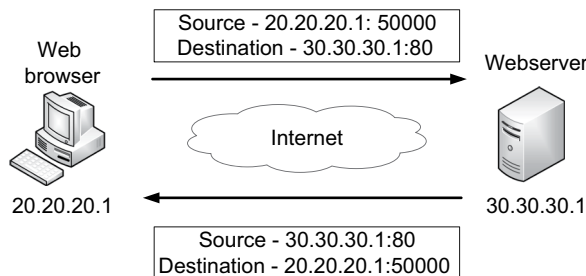 Source - 20.20.20.1: 50000
Destination - 30.30.30.1:80
Web
browser
Webserver
Internet
20.20.20.1
30.30.30.1
Source - 30.30.30.1:80
Destination - 20.20.20.1:50000